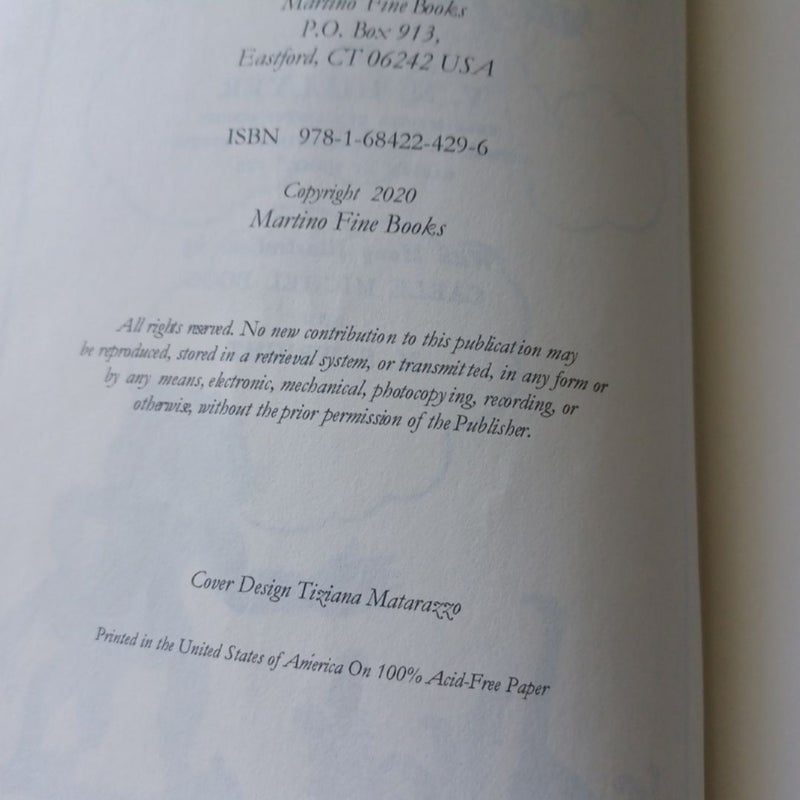 Martino Fine Books
P.O. Box 913,
Eastford, CT 06242 USA
ISBN 978-1-68422-429-6
Copyright 2020
Martino Fine Books
All rights reserved. No new contribution to this publication may
be reproduced, stored in a retrieval system, or transmitted, in any form or
by any means, electronic, mechanical, photocopying, recording, or
otherwise, without the prior permission of the Publisher.
Cover Design Tiziana Matarazzo
Printed in the United States of America On 100% Acid-Free Paper